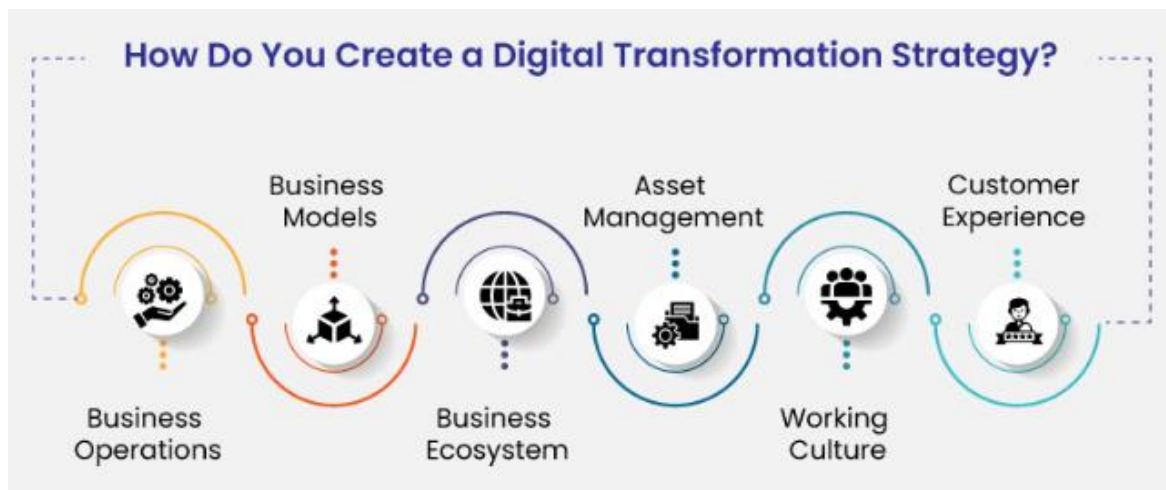 How Do You Create a Digital Transformation Strategy?
Business
Operations
Business
Models
Business
Ecosystem
Asset
Management
Working
Culture
Customer
Experience